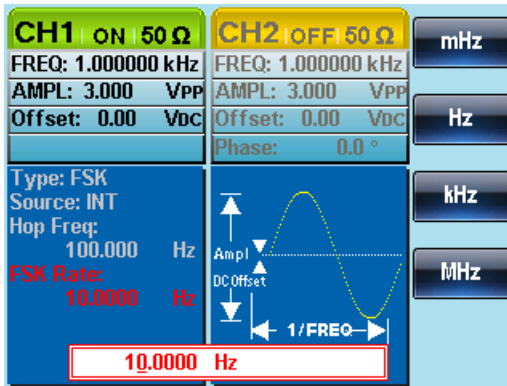 CH1 ON 50 Ω
CH2 OFF 50 Ω
FREQ: 1.000000 kHz
AMPL: 3.000 VPP
Offset: 0.00 VDC
FREQ: 1.000000 kHz
AMPL: 3.000 VPP
Offset: 0.00 VDC
Phase: 0.0 °
Type: FSK
Source: INT
Hop Freq:
100.000 Hz
FSK Rate:
10.0000 Hz
Ampl
DC Offset
1/FREQ
10.0000 Hz
mHz
Hz
kHz
MHz